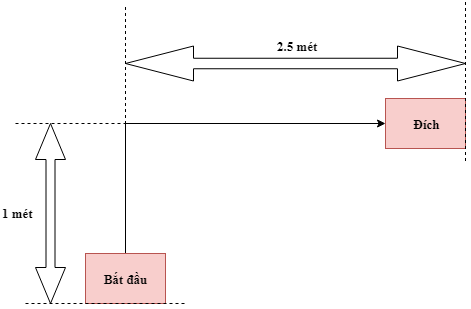 2.5 mét
Đích
1 mét
Bắt đầu